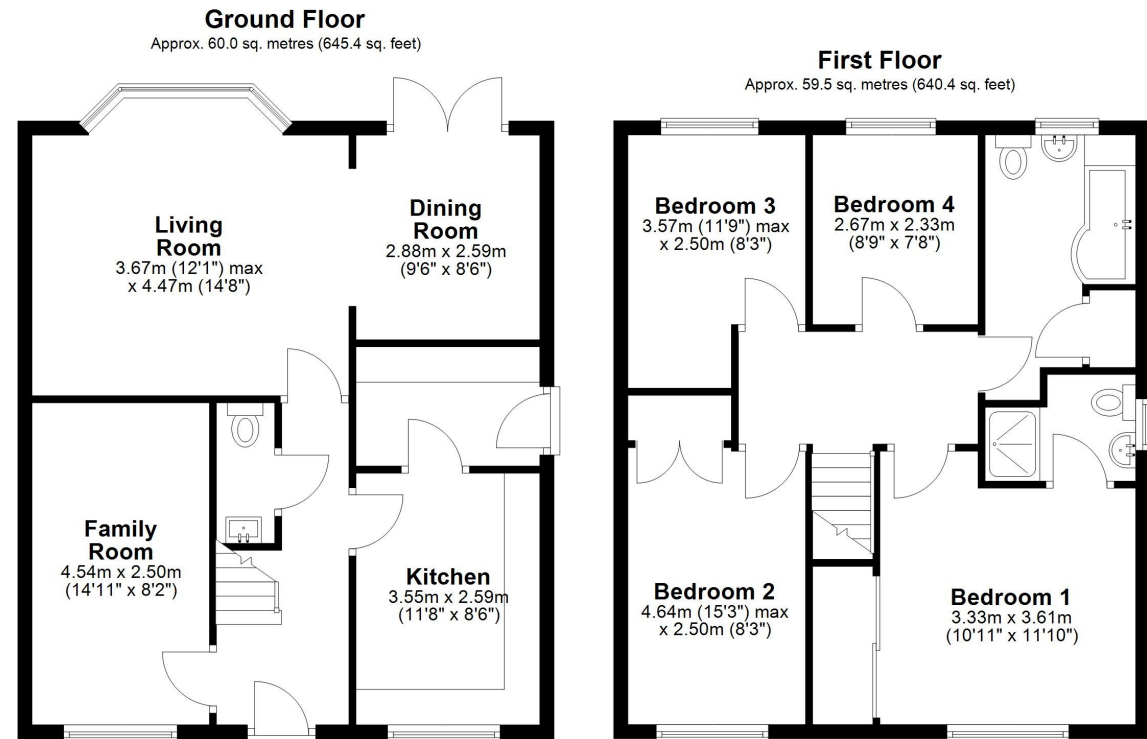 Ground Floor
Approx. 60.0 sq. metres (645.4 sq. feet)
Living
Room
3.67m (12'1") max
x 4.47m (14'8")
Dining
Room
2.88m x 2.59m
(9'6" x 8'6")
Family
Room
4.54m x 2.50m
(14'11" x 8'2")
Kitchen
3.55m x 2.59m
(11'8" x 8'6")
First Floor
Approx. 59.5 sq. metres (640.4 sq. feet)
Bedroom 3
3.57m (11'9") max
x 2.50m (8'3")
Bedroom 4
2.67m x 2.33m
(8'9" x 7'8")
Bedroom 2
4.64m (15'3") max
x 2.50m (8'3")
Bedroom 1
3.33m x 3.61m
(10'11" x 11'10")